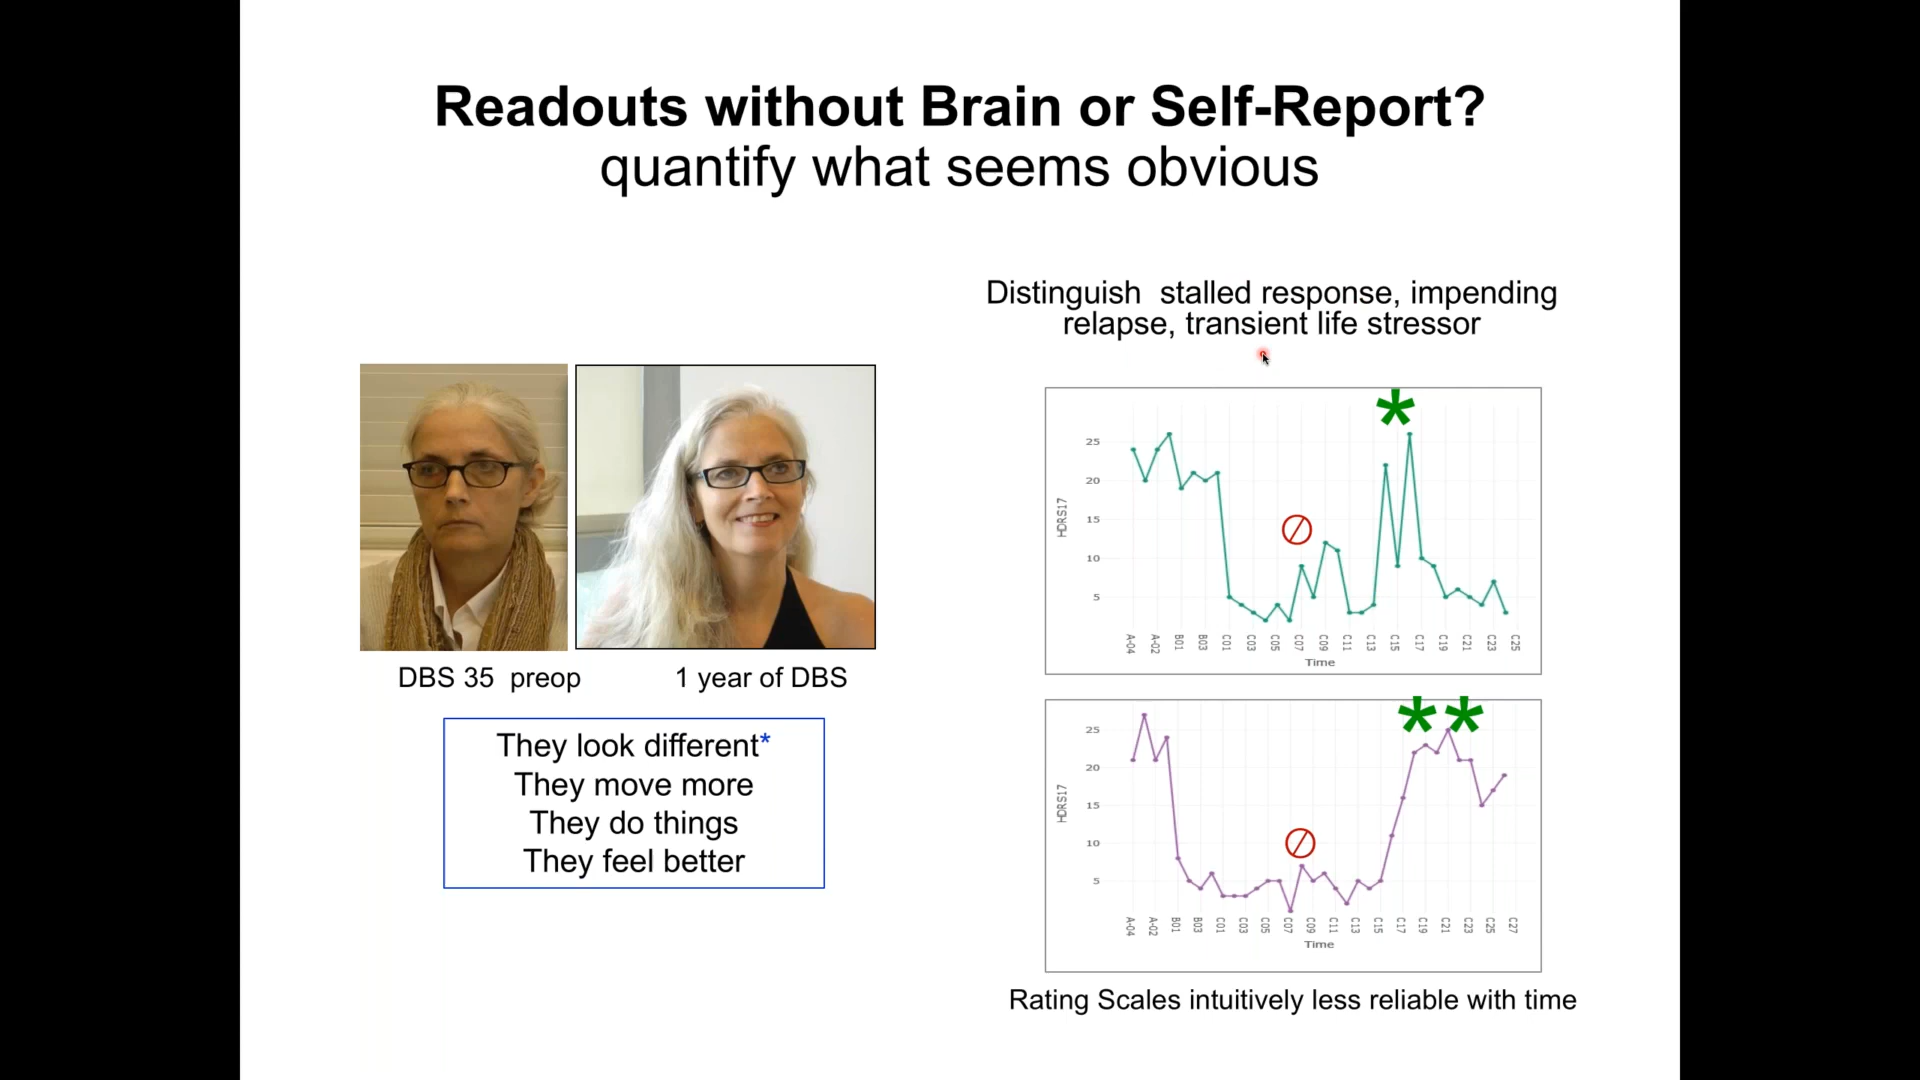 Readouts without Brain or Self-Report?
quantify what seems obvious
Distinguish stalled response, impending
relapse, transient life stressor
DBS 35 preop
1 year of DBS
They look different*
They move more
They do things
They feel better
*
25
20
15
10
5
HDRS17
A-04 A-02 B01 B03 C01 C03 C05 C07 C09 C11 C13 C15 C17 C19 C21 C23 C25
Time
**
25
20
15
10
5
HDRS17
A-04 A-02 B01 B03 C01 C03 C05 C07 C09 C11 C13 C15 C17 C19 C21 C23 C25 C27
Time
Rating Scales intuitively less reliable with time